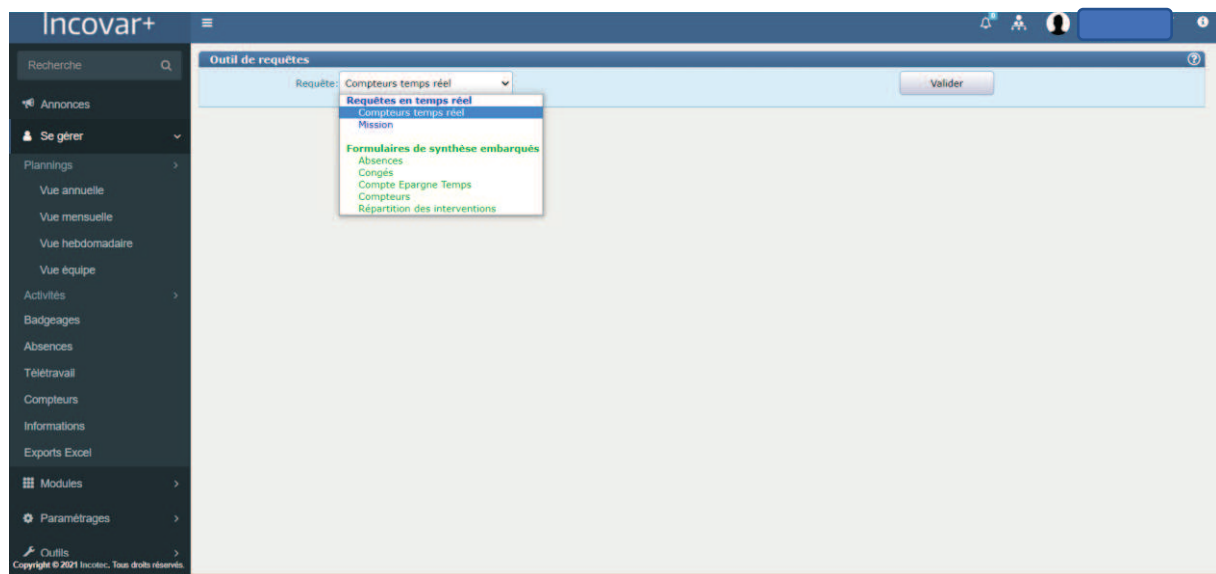 Incovar+
Recherche
Annonces
Se gérer
Plannings
Vue annuelle
Vue mensuelle
Vue hebdomadaire
Vue équipe
Activités
Badgeages
Absences
Télétravail
Compteurs
Informations
Exports Excel
Modules
Paramétrages
Outils
Copyright © 2021 Incotec. Tous droits réservés.
Outil de requêtes
Requête: Compteurs temps réel
Valider
Requêtes en temps réel
Compteurs temps réel
Mission
Formulaires de synthèse embarqués
Absences
Congés
Compte Epargne Temps
Compteurs
Répartition des interventions